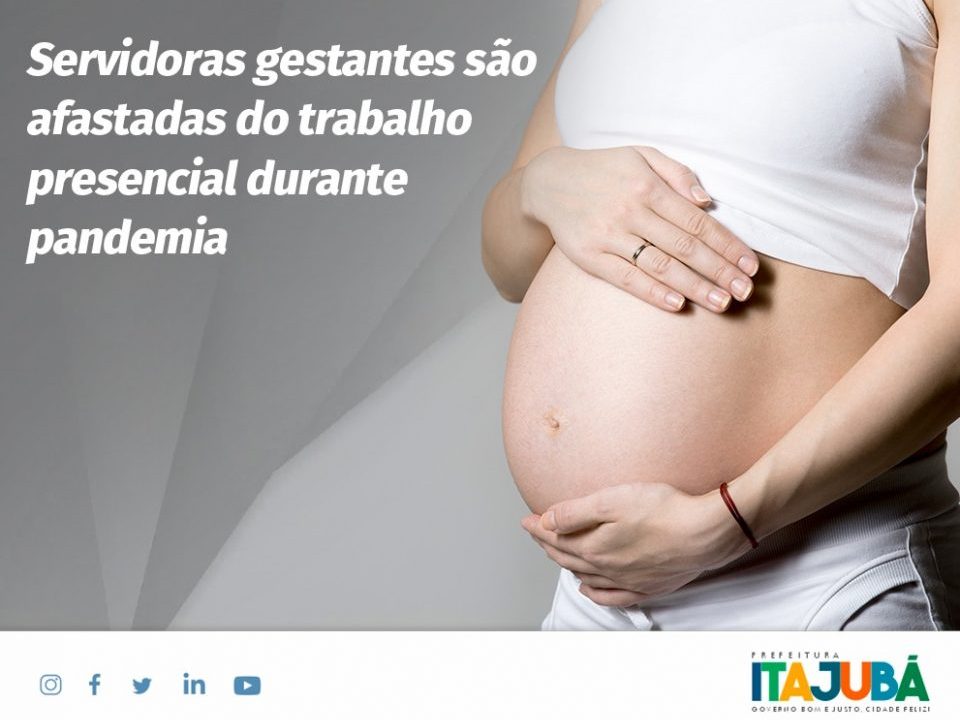 Servidoras gestantes são
afastadas do trabalho
presencial durante
pandemia
PREFEITURA
ITAJUBÁ
GOVERNO BOM E JUSTO, CIDADE FELIZ!